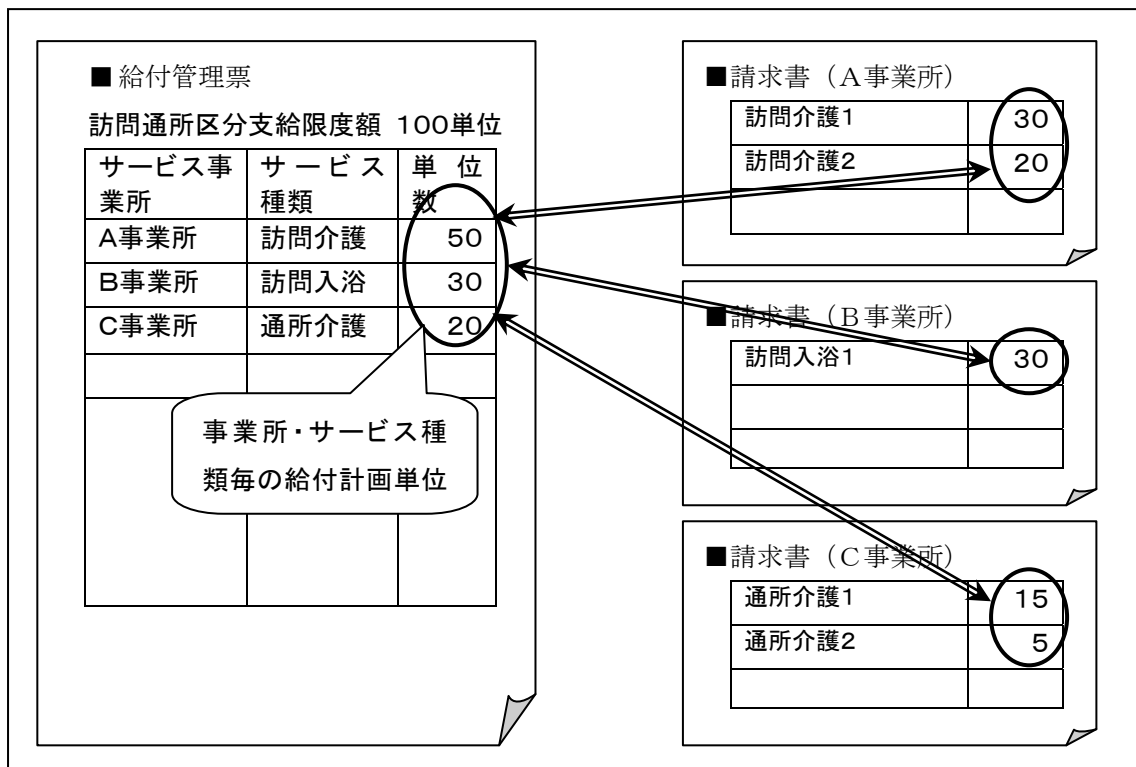 ■給付管理票
訪問通所区分支給限度額 100単位
サービス事業所 サービス種類 単位数
A事業所 訪問介護 50
B事業所 訪問入浴 30
C事業所 通所介護 20
事業所・サービス種
類毎の給付計画単位
■請求書(A事業所)
訪問介護1 30
訪問介護2 20
■請求書(B事業所)
訪問入浴1 30
■請求書(C事業所)
通所介護1 15
通所介護2 5